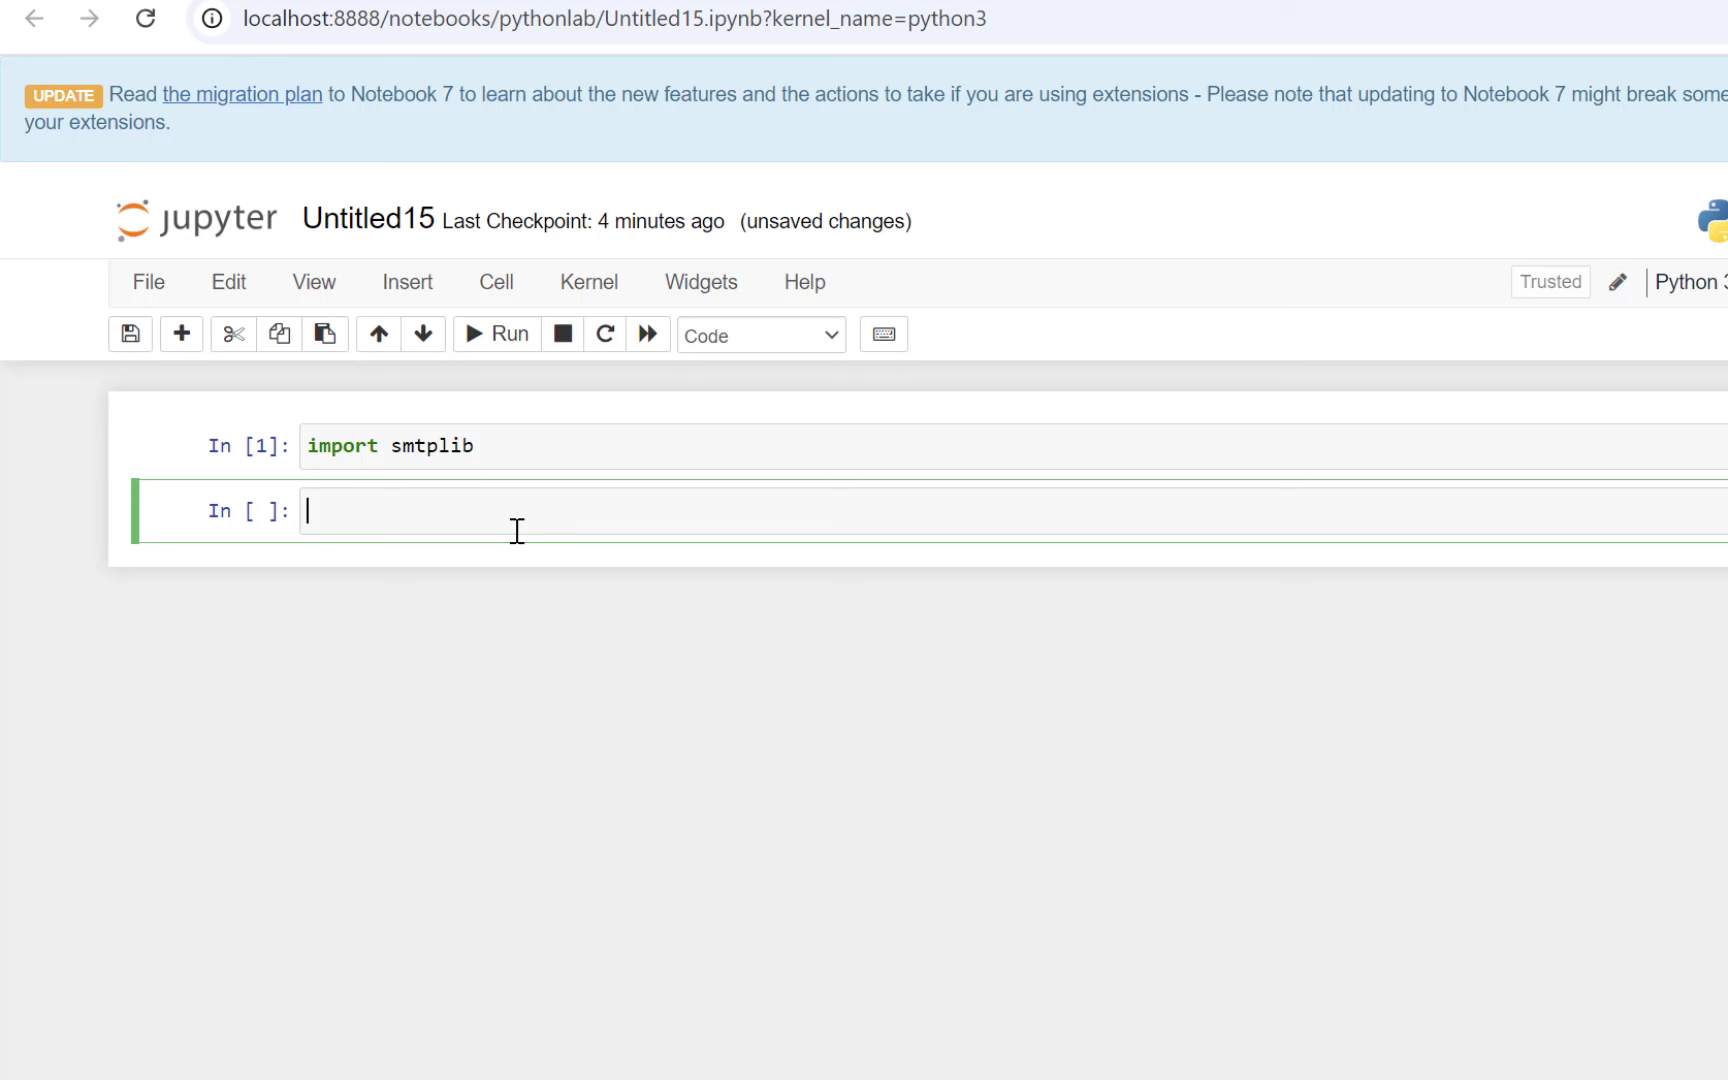 localhost:8888/notebooks/pythonlab/Untitled15.ipynb?kernel_name=python3
UPDATE Read the migration plan to Notebook 7 to learn about the new features and the actions to take if you are using extensions - Please note that updating to Notebook 7 might break some
your extensions.
jupyter Untitled15 Last Checkpoint: 4 minutes ago (unsaved changes)
File Edit View Insert Cell Kernel Widgets Help Trusted Python 3
Run Code
In [1]: import smtplib
In [ ]: